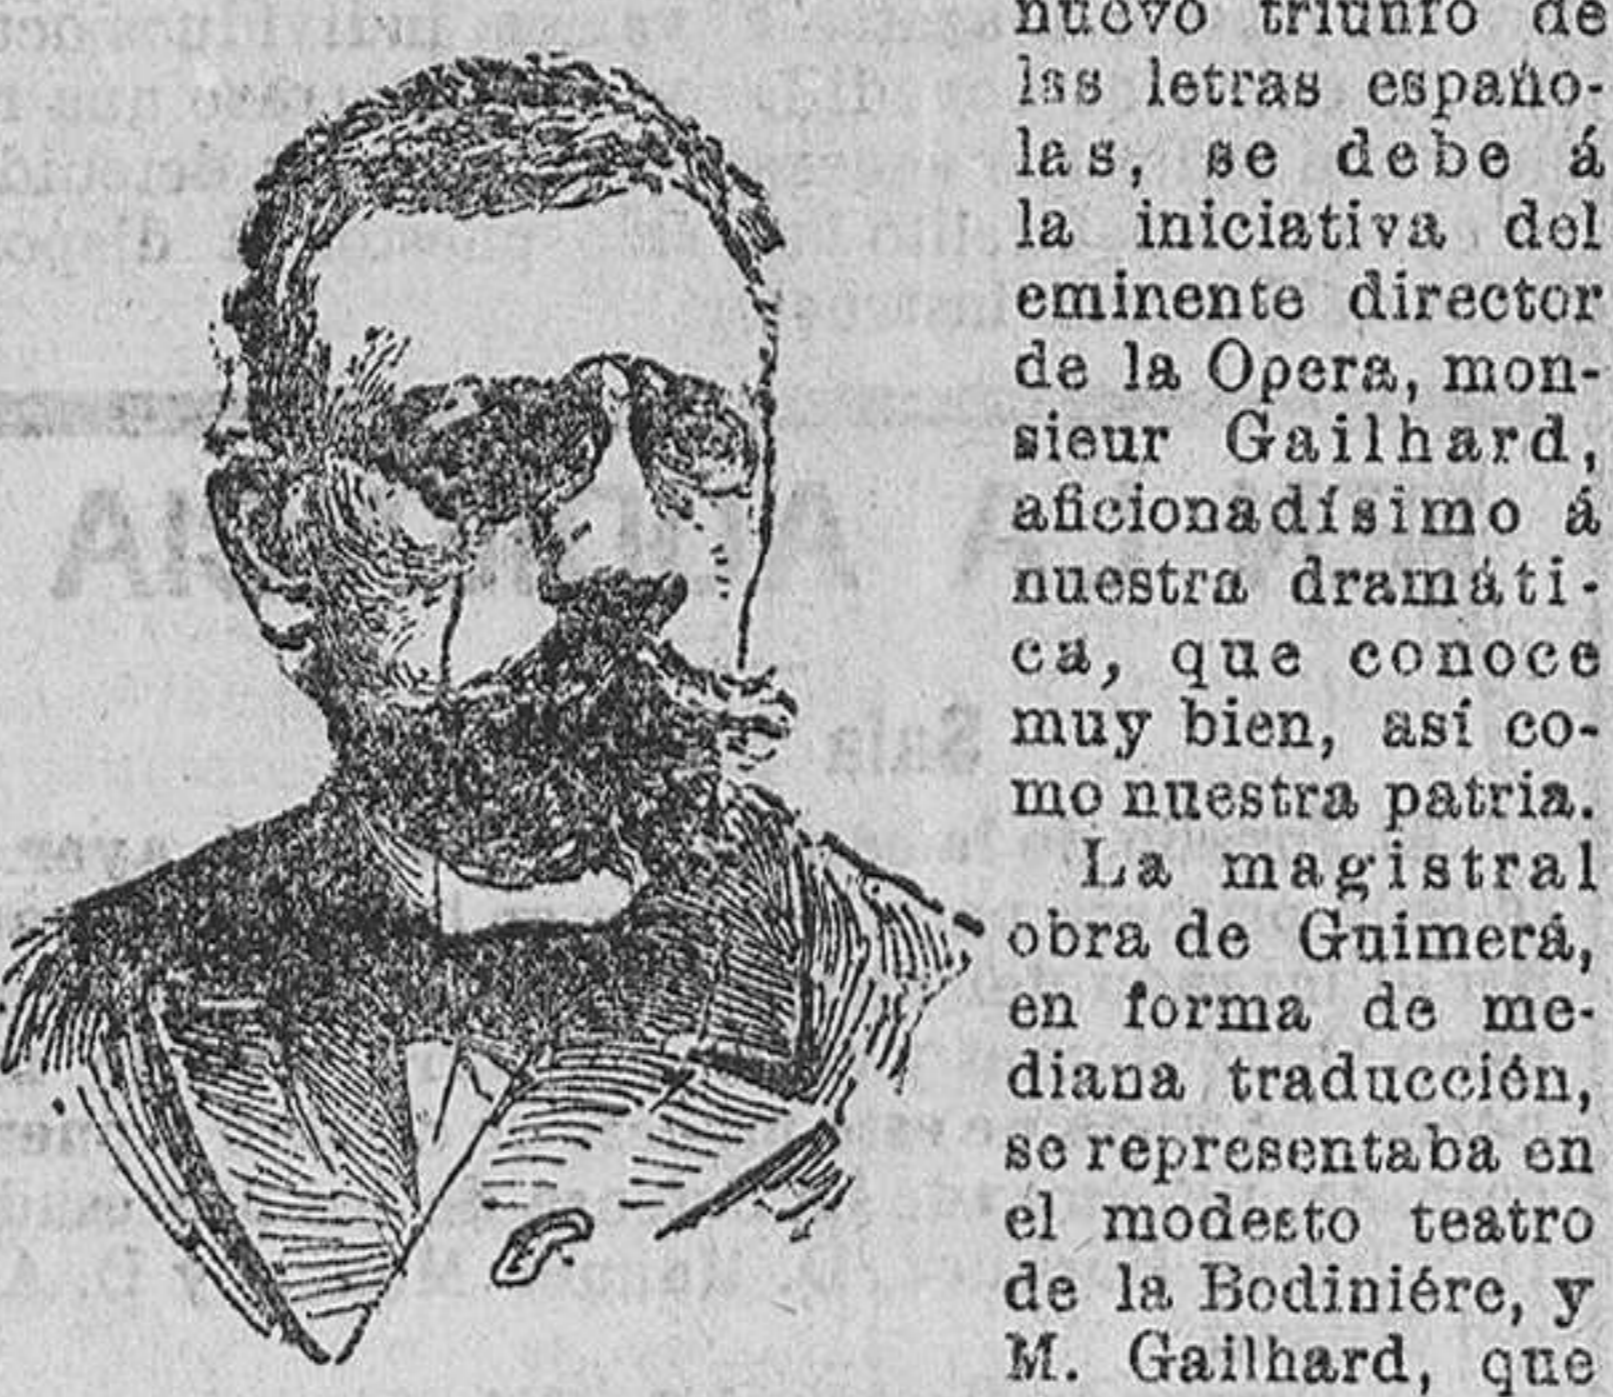 nuevo triunfo de
las letras españo-
las, se debe á
la iniciativa del
eminente director
de la Opera, mon-
sieur Gailhard,
aficionadísimo á
nuestra dramáti-
ca, que conoce
muy bien, así co-
mo nuestra patria.
La magistral
obra de Guimerá,
en forma de me-
diana traducción,
se representaba en
el modesto teatro
de la Bodiniére, y
M. Gailhard, que